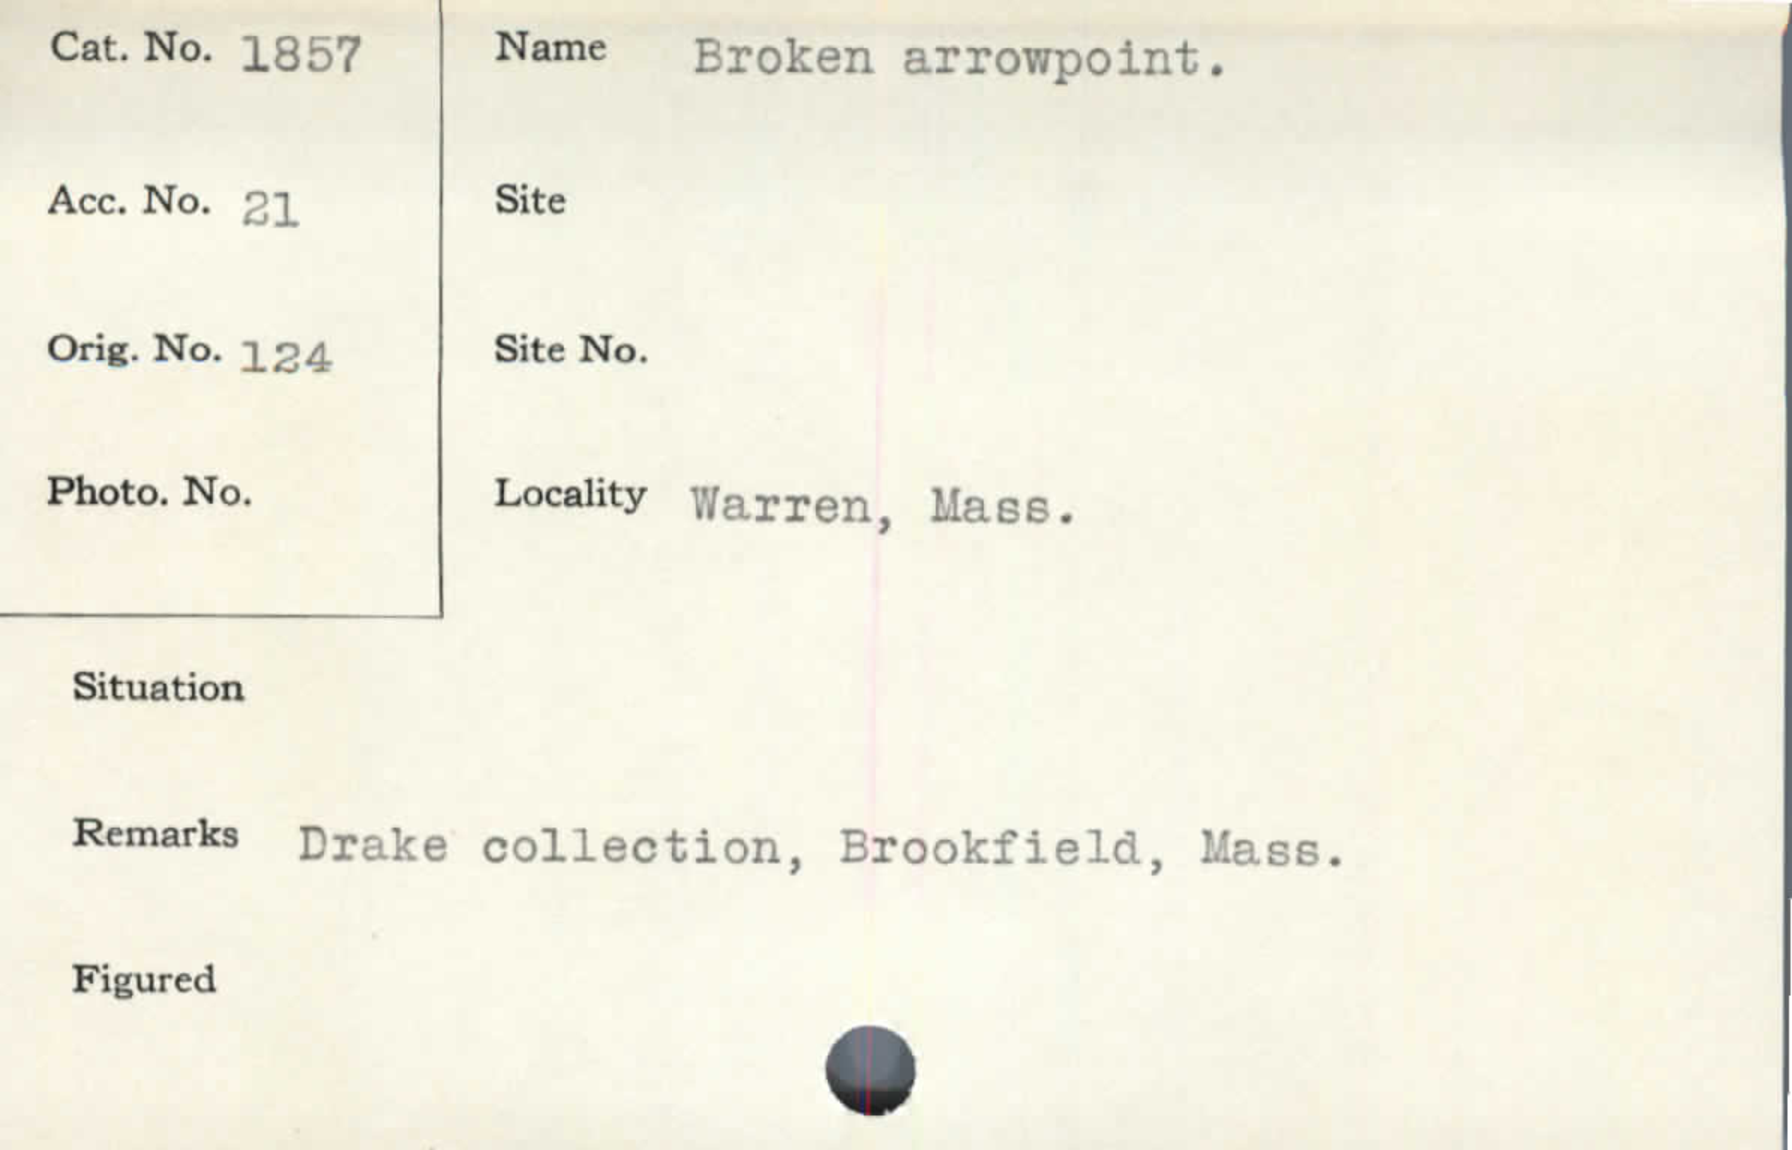 Cat. No. 1857
Name Broken arrowpoint.
Acc. No. 21
Site
Orig. No. 124
Site No.
Photo. No.
Locality Warren, Mass.
Situation
Remarks Drake collection, Brookfield, Mass.
Figured